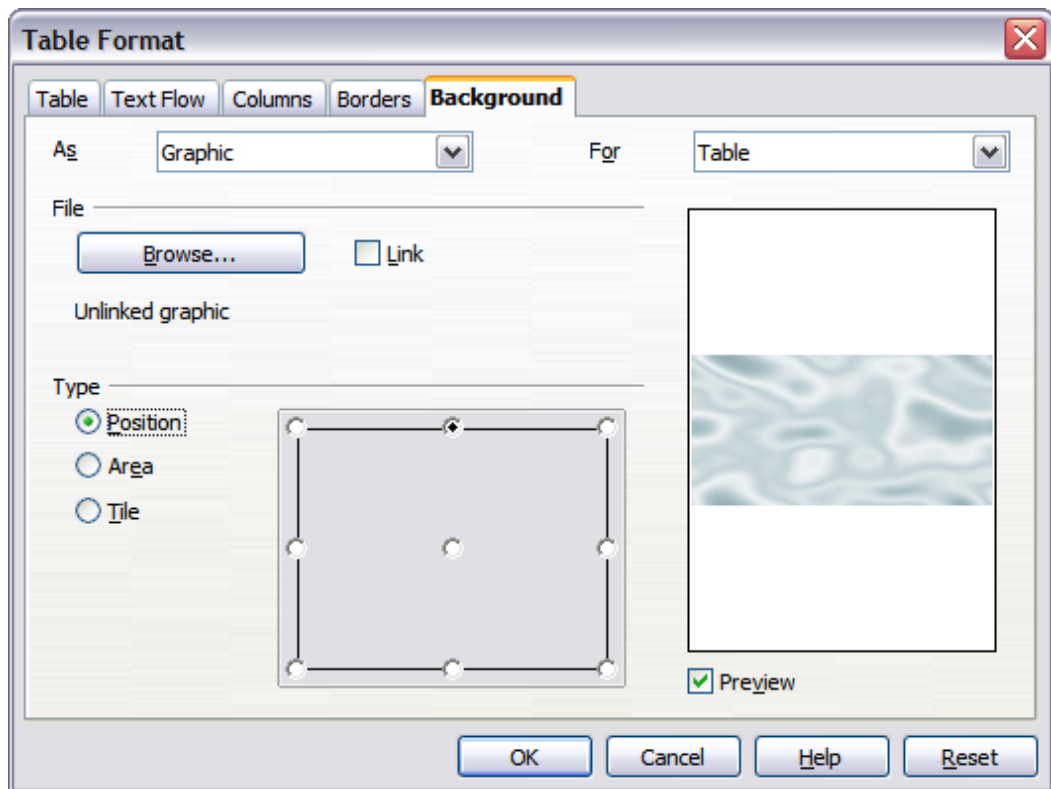 Table Format
Table Text Flow Columns Borders Background
As Graphic For Table
File
Browse... Link
Unlinked graphic
Type
Position
Area
Tile
Preview
OK Cancel Help Reset